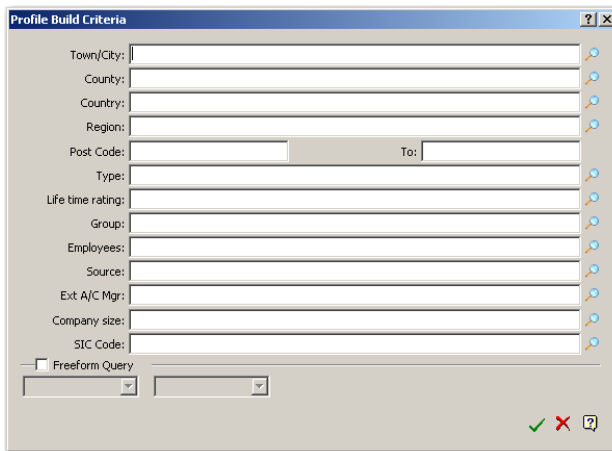 Profile Build Criteria
Town/City:
County:
Country:
Region:
Post Code: To:
Type:
Life time rating:
Group:
Employees:
Source:
Ext A/C Mgr:
Company size:
SIC Code:
Freeform Query